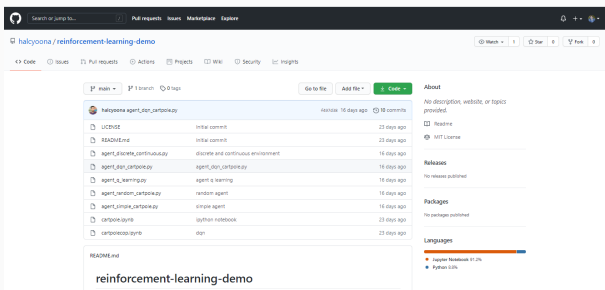 Search or jump to... /
Pull requests Issues Marketplace Explore
halcyoona / reinforcement-learning-demo
Watch 1 Star 0 Fork 0
Code Issues Pull requests Actions Projects Wiki Security Insights
main 1 branch 0 tags Go to file Add file Code
halcyoona agent_dqn_cartpole.py 16 days ago 10 commits
LICENSE Initial commit 23 days ago
README.md Initial commit 23 days ago
agent_discrete_continuous.py discrete and continuous environment 16 days ago
agent_dqn_cartpole.py agent_dqn_cartpole.py 16 days ago
agent_q_learning.py agent q learning 16 days ago
agent_random_cartpole.py random agent 16 days ago
agent_simple_cartpole.py simple agent 16 days ago
cartpole.ipynb ipython notebook 23 days ago
cartpolecop.ipynb dqn 23 days ago
README.md
reinforcement-learning-demo
About
No description, website, or topics
provided.
Readme
MIT License
Releases
No releases published
Packages
No packages published
Languages
Jupyter Notebook 91.2%
Python 8.8%